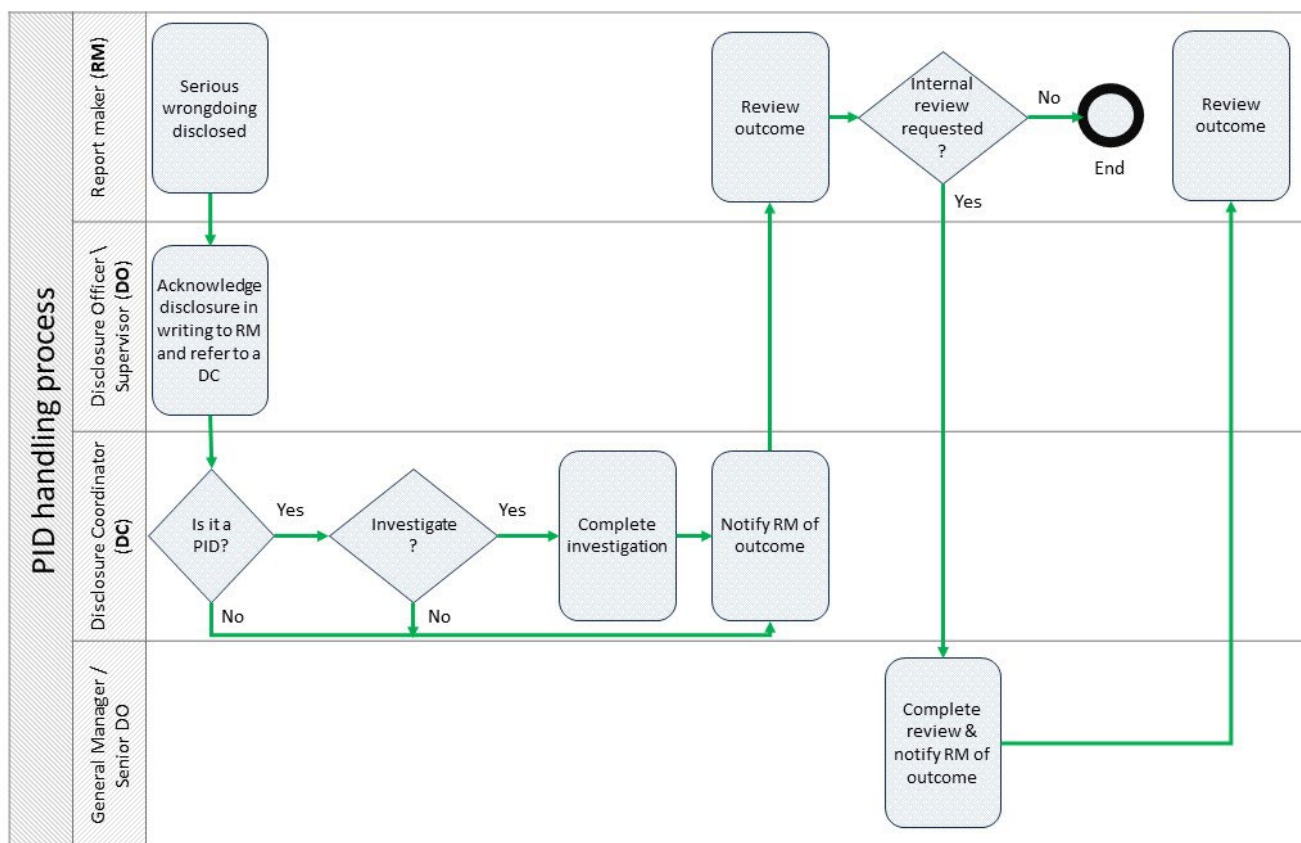 PID handling process
Report maker (RM)
Serious
wrongdoing
disclosed
Review
outcome
Internal
review
requested
?
No
End
Yes
Review
outcome
Disclosure Officer \
Supervisor (DO)
Acknowledge
disclosure in
writing to RM
and refer to a
DC
Disclosure Coordinator
(DC)
Is it a
PID?
Yes
No
Investigate
?
Yes
No
Complete
investigation
Notify RM of
outcome
General Manager /
Senior DO
Complete
review &
notify RM of
outcome